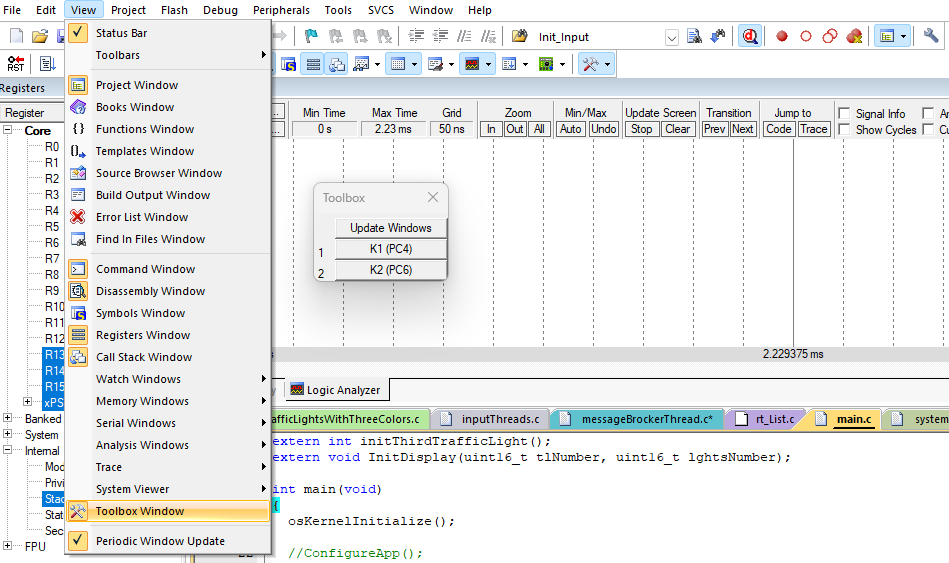 File Edit View Project Flash Debug Peripherals Tools SVCS Window Help
Init_Input
RST
Status Bar
Toolbars
Project Window
Books Window
Functions Window
Templates Window
Source Browser Window
Build Output Window
Error List Window
Find In Files Window
Command Window
Disassembly Window
Symbols Window
Registers Window
Call Stack Window
Watch Windows
Memory Windows
Serial Windows
Analysis Windows
Trace
System Viewer
Toolbox Window
Periodic Window Update
Registers
Register
Core
R0
R1
R2
R3
R4
R5
R6
R7
R8
R9
R10
R11
R12
R13
R14
R15
xPS
Banked
System
Internal
Mod
Privi
Stac
Stat
Sec
FPU
Min Time Max Time Grid Zoom Min/Max Update Screen Transition Jump to
0 s 2.23 ms 50 ns In Out All Auto Undo Stop Clear Prev Next Code Trace
Signal Info
Show Cycles
Toolbox
Update Windows
1 K1 (PC4)
2 K2 (PC6)
2.229375 ms
Logic Analyzer
afficLightsWithThreeColors.c inputThreads.c messageBrockerThread.c* rt_List.c main.c system
extern int initThirdTrafficLight();
extern void InitDisplay(uint16_t tlNumber, uint16_t lghtsNumber);
int main(void)
{
osKernelInitialize();
//ConfigureApp();